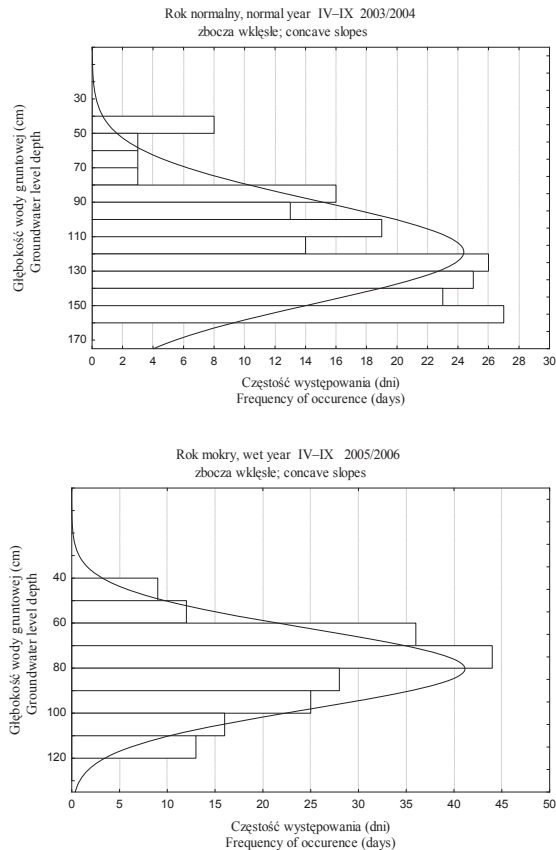 Rok normalny, normal year IV–IX 2003/2004
zbocza wklęsłe; concave slopes
Głębokość wody gruntowej (cm)
Groundwater level depth
30
50
70
90
110
130
150
170
0 2 4 6 8 10 12 14 16 18 20 22 24 26 28 30
Częstość występowania (dni)
Frequency of occurence (days)
Rok mokry, wet year IV–IX 2005/2006
zbocza wklęsłe; concave slopes
Głębokość wody gruntowej (cm)
Groundwater level depth
40
60
80
100
120
0 5 10 15 20 25 30 35 40 45 50
Częstość występowania (dni)
Frequency of occurence (days)